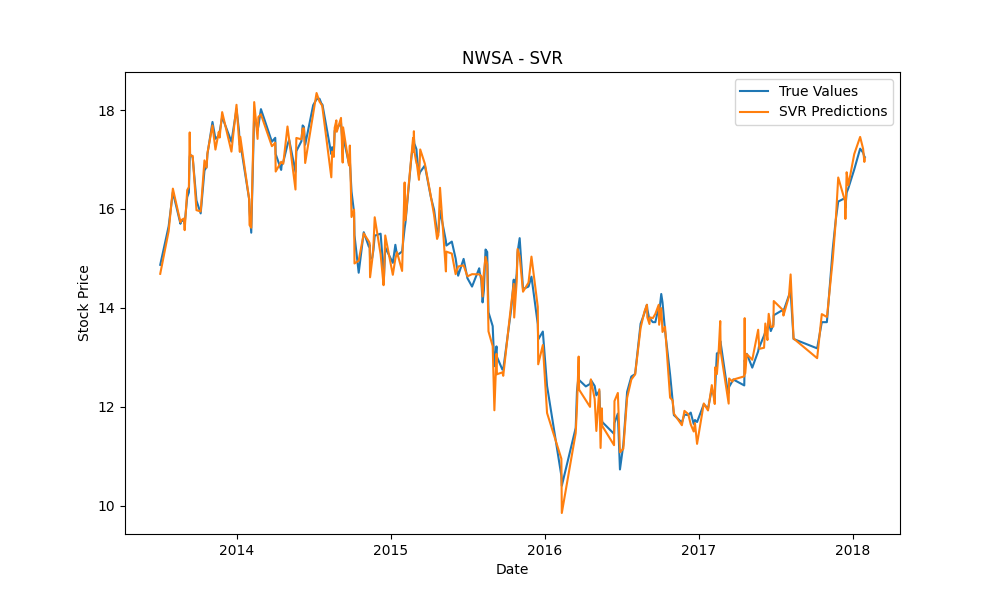 NWSA - SVR
True Values
SVR Predictions
Stock Price
18
16
14
12
10
2014 2015 2016 2017 2018
Date